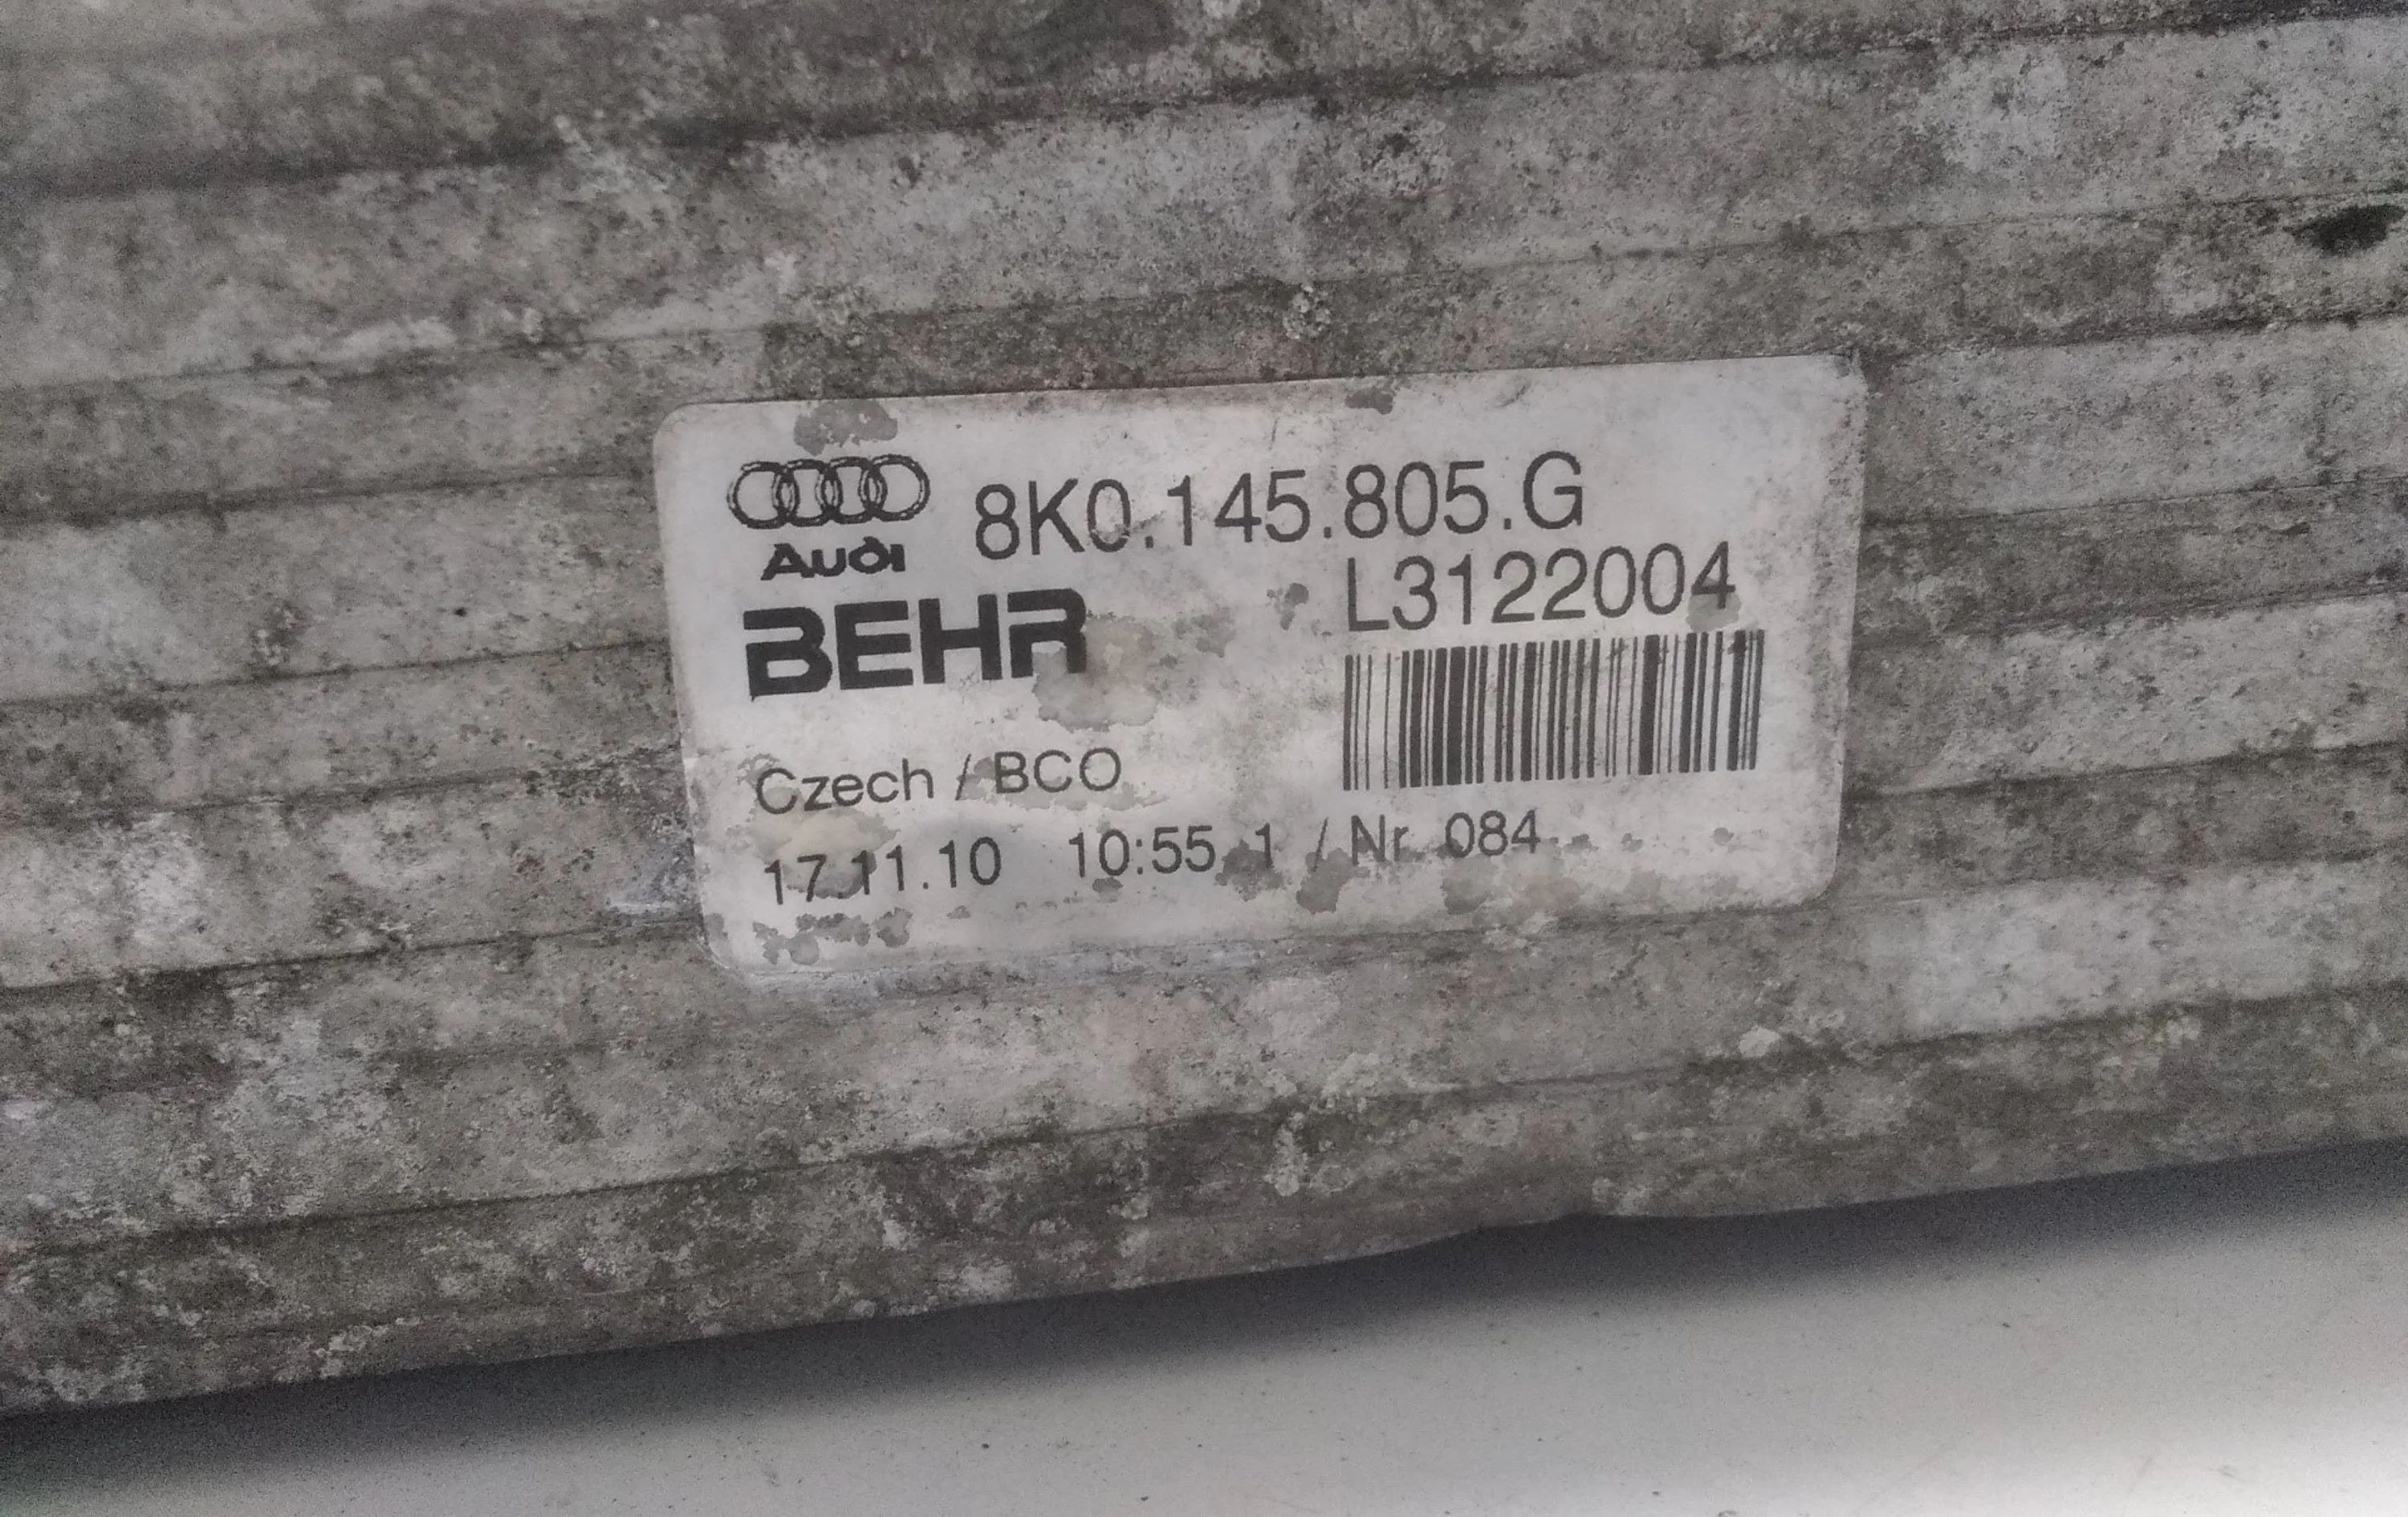 8K0.145.805.G
Audi
L3122004
BEHR
Czech / BCO
17.11.10 10:55 1 / Nr. 084